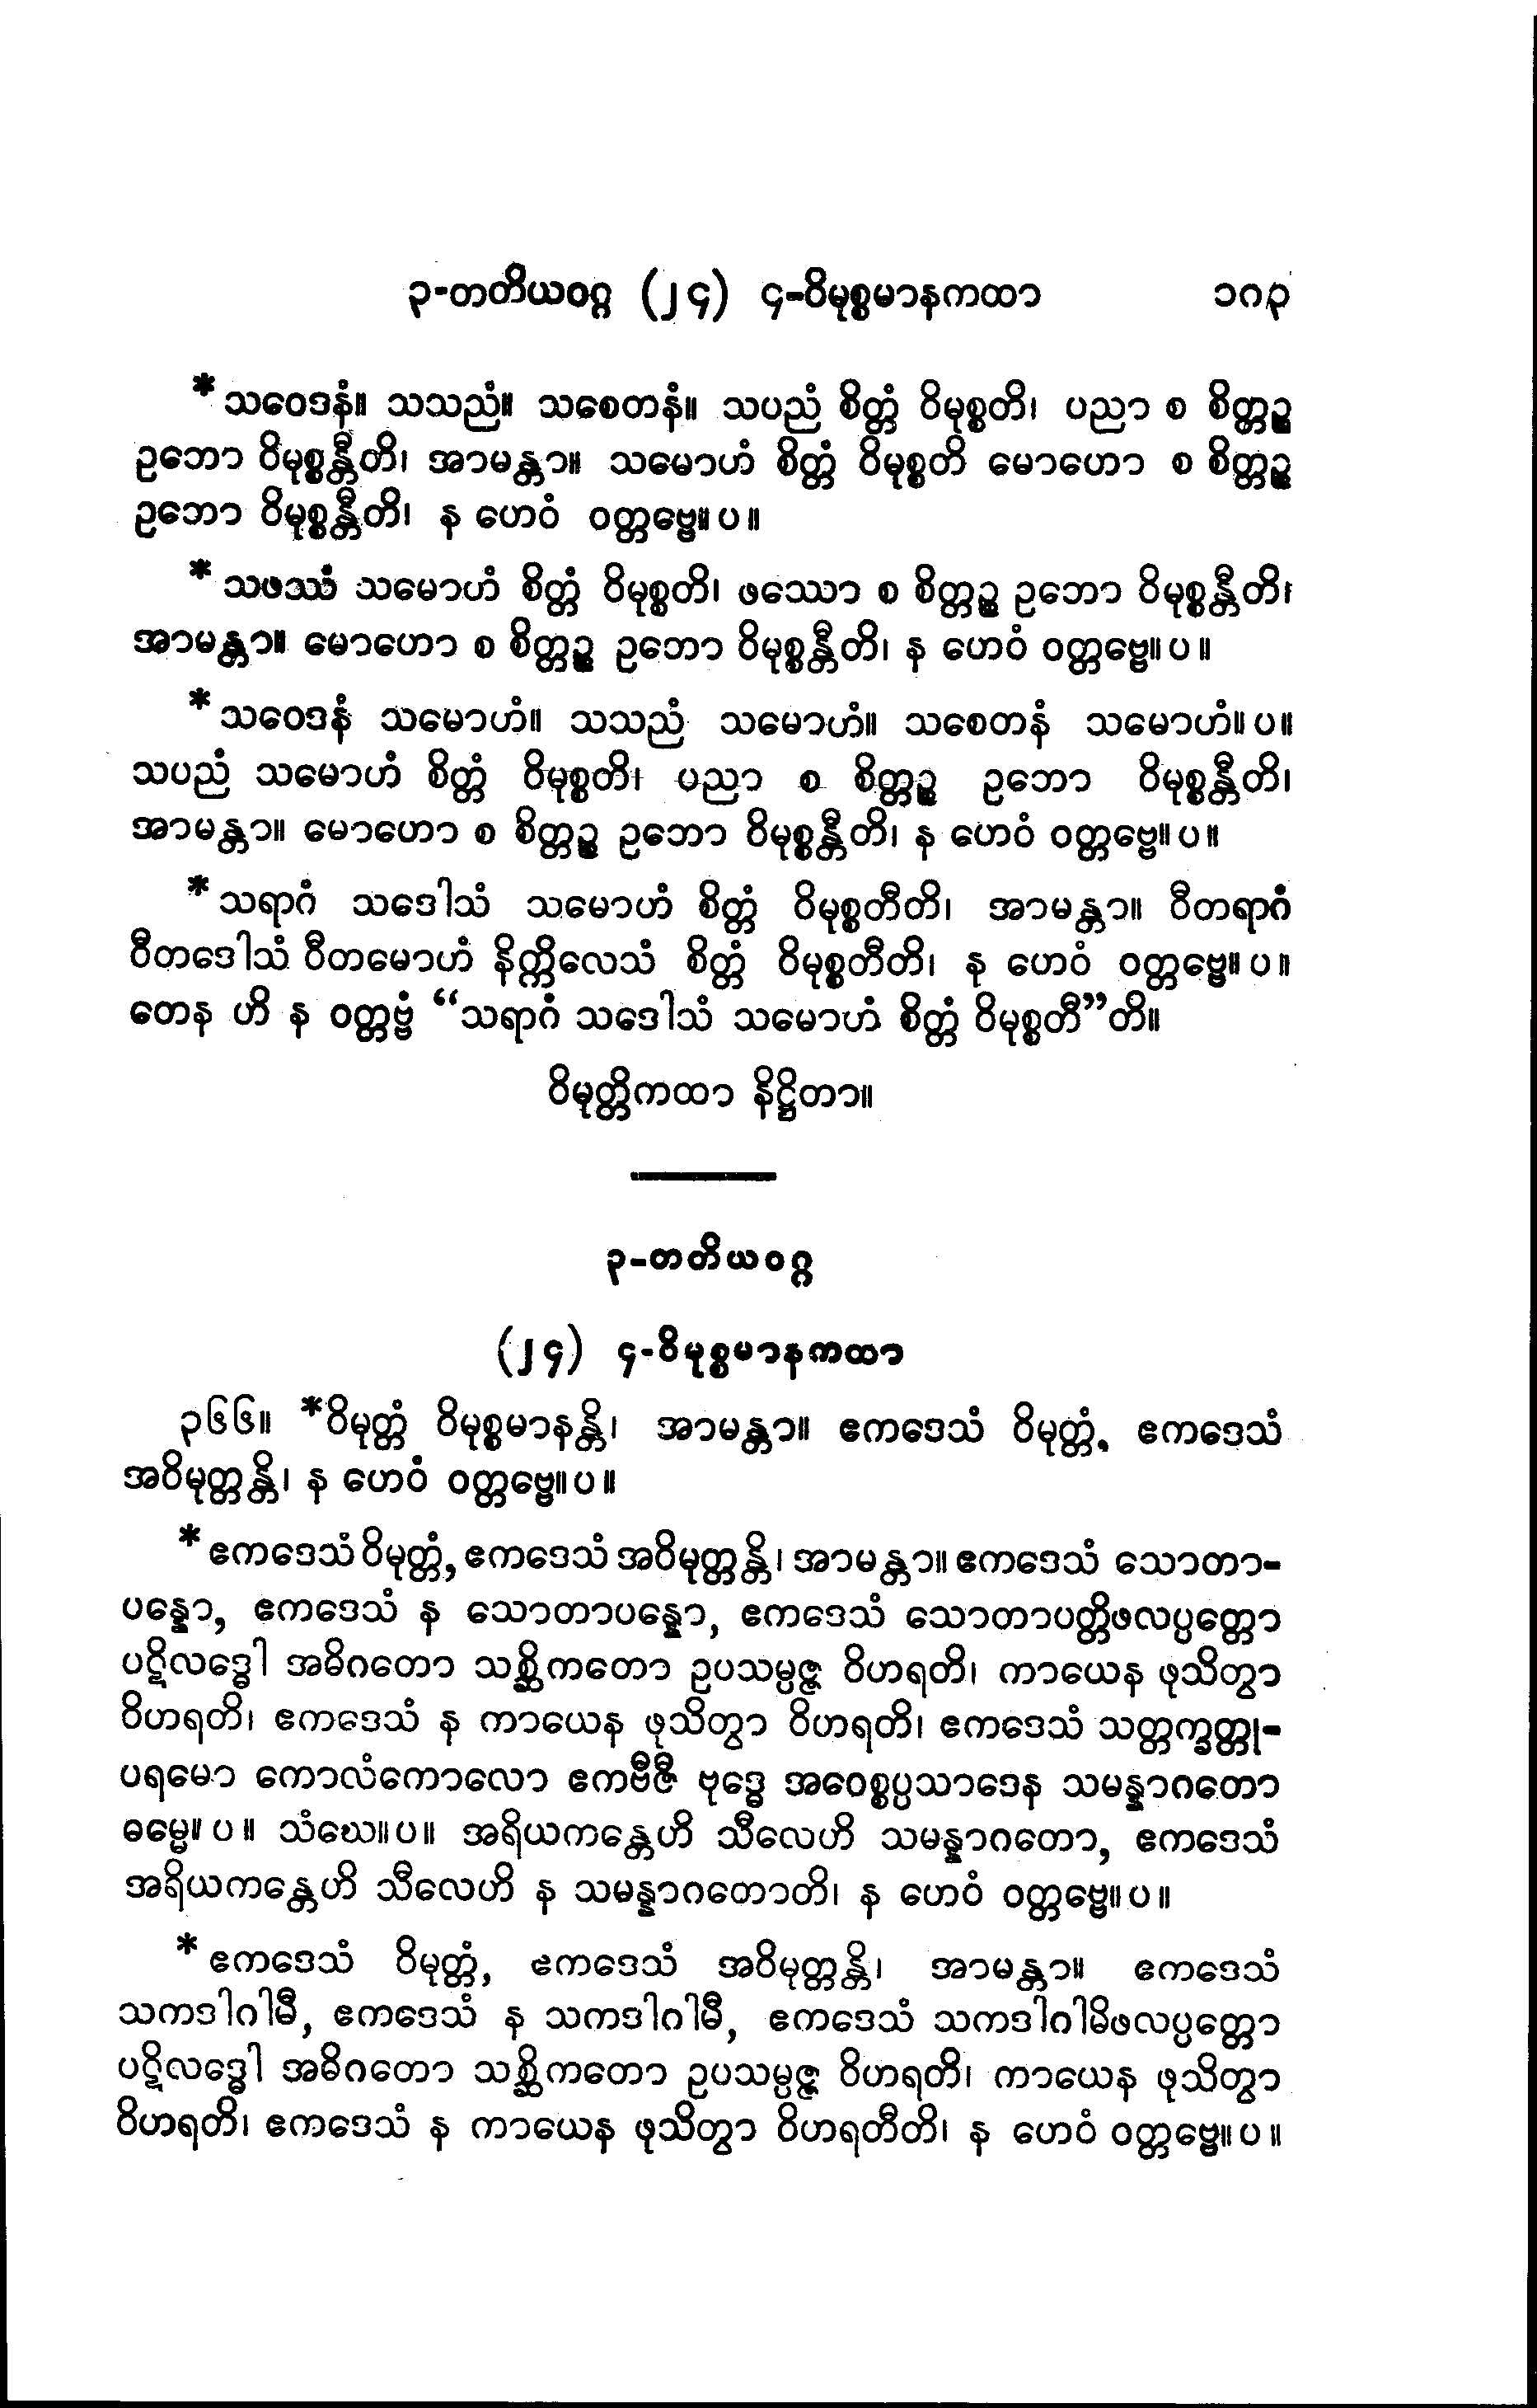 ၃-တတိယဝဂ္ဂ (၂၄) ၄-ဝိမုစ္စမာနကထာ ၁၈၃
*သဝေဒနံ။ သသညံ။ သစေတနံ။ သပညံ စိတ္တံ ဝိမုစ္စတိ၊ ပညာ စ စိတ္တဉ္စ
ဥဘော ဝိမုစ္စန္တီတိ၊ အာမန္တာ။ သမောဟံ စိတ္တံ ဝိမုစ္စတိ မောဟော စ စိတ္တဉ္စ
ဥဘော ဝိမုစ္စန္တီတိ၊ န ဟေဝံ ဝတ္တဗ္ဗေ။ပ။
*သဖဿံ သမောဟံ စိတ္တံ ဝိမုစ္စတိ၊ ဖဿော စ စိတ္တဉ္စ ဥဘော ဝိမုစ္စန္တီတိ၊
အာမန္တာ။ မောဟော စ စိတ္တဉ္စ ဥဘော ဝိမုစ္စန္တီတိ၊ န ဟေဝံ ဝတ္တဗ္ဗေ။ပ။
*သဝေဒနံ သမောဟံ။ သသညံ သမောဟံ။ သစေတနံ သမောဟံ။ပ။
သပညံ သမောဟံ စိတ္တံ ဝိမုစ္စတိ၊ ပညာ စ စိတ္တဉ္စ ဥဘော ဝိမုစ္စန္တီတိ၊
အာမန္တာ။ မောဟော စ စိတ္တဉ္စ ဥဘော ဝိမုစ္စန္တီတိ၊ န ဟေဝံ ဝတ္တဗ္ဗေ။ပ။
*သရာဂံ သဒေါသံ သမောဟံ စိတ္တံ ဝိမုစ္စတီတိ၊ အာမန္တာ။ ဝီတရာဂံ
ဝီတဒေါသံ ဝီတမောဟံ နိက္ကိလေသံ စိတ္တံ ဝိမုစ္စတီတိ၊ န ဟေဝံ ဝတ္တဗ္ဗေ။ပ။
တေန ဟိ န ဝတ္တဗ္ဗံ “သရာဂံ သဒေါသံ သမောဟံ စိတ္တံ ဝိမုစ္စတီ”တိ။
ဝိမုတ္တိကထာ နိဋ္ဌိတာ။
၃-တတိယဝဂ္ဂ
(၂၄) ၄-ဝိမုစ္စမာနကထာ
၃၆၆။ *ဝိမုတ္တံ ဝိမုစ္စမာနန္တိ၊ အာမန္တာ။ ဧကဒေသံ ဝိမုတ္တံ, ဧကဒေသံ
အဝိမုတ္တန္တိ၊ န ဟေဝံ ဝတ္တဗ္ဗေ။ပ။
*ဧကဒေသံ ဝိမုတ္တံ, ဧကဒေသံ အဝိမုတ္တန္တိ၊ အာမန္တာ။ ဧကဒေသံ သောတာ-
ပန္နော, ဧကဒေသံ န သောတာပန္နော, ဧကဒေသံ သောတာပတ္တိဖလပ္ပတ္တော
ပဋိလဒ္ဓေါ အဓိဂတော သစ္ဆိကတော ဥပသမ္ပဇ္ဇ ဝိဟရတိ၊ ကာယေန ဖုသိတွာ
ဝိဟရတိ၊ ဧကဒေသံ န ကာယေန ဖုသိတွာ ဝိဟရတိ၊ ဧကဒေသံ သတ္တက္ခတ္တု-
ပရမော ကောလံကောလော ဧကဗီဇီ ဗုဒ္ဓေ အဝေစ္စပ္ပသာဒေန သမန္နာဂတော
ဓမ္မေ။ပ။ သံဃေ။ပ။ အရိယကန္တေဟိ သီလေဟိ သမန္နာဂတော, ဧကဒေသံ
အရိယကန္တေဟိ သီလေဟိ န သမန္နာဂတောတိ၊ န ဟေဝံ ဝတ္တဗ္ဗေ။ပ။
*ဧကဒေသံ ဝိမုတ္တံ, ဧကဒေသံ အဝိမုတ္တန္တိ၊ အာမန္တာ။ ဧကဒေသံ
သကဒါဂါမီ, ဧကဒေသံ န သကဒါဂါမီ, ဧကဒေသံ သကဒါဂါမိဖလပ္ပတ္တော
ပဋိလဒ္ဓေါ အဓိဂတော သစ္ဆိကတော ဥပသမ္ပဇ္ဇ ဝိဟရတိ၊ ကာယေန ဖုသိတွာ
ဝိဟရတိ၊ ဧကဒေသံ န ကာယေန ဖုသိတွာ ဝိဟရတီတိ၊ န ဟေဝံ ဝတ္တဗ္ဗေ။ပ။